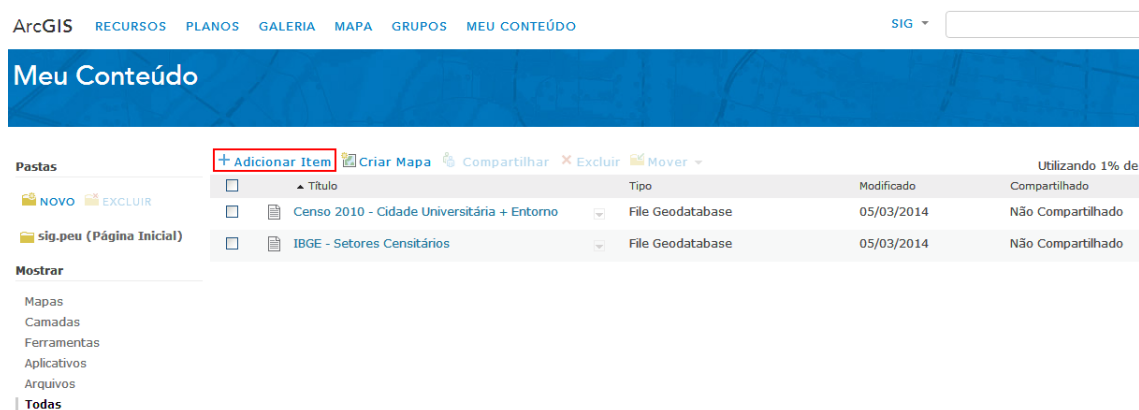 ArcGIS RECURSOS PLANOS GALERIA MAPA GRUPOS MEU CONTEÚDO SIG
Meu Conteúdo
Pastas
NOVO EXCLUIR
sig.peu (Página Inicial)
Mostrar
Mapas
Camadas
Ferramentas
Aplicativos
Arquivos
Todas
+ Adicionar Item Criar Mapa Compartilhar Excluir Mover
Utilizando 1% de
Título Tipo Modificado Compartilhado
Censo 2010 - Cidade Universitária + Entorno File Geodatabase 05/03/2014 Não Compartilhado
IBGE - Setores Censitários File Geodatabase 05/03/2014 Não Compartilhado